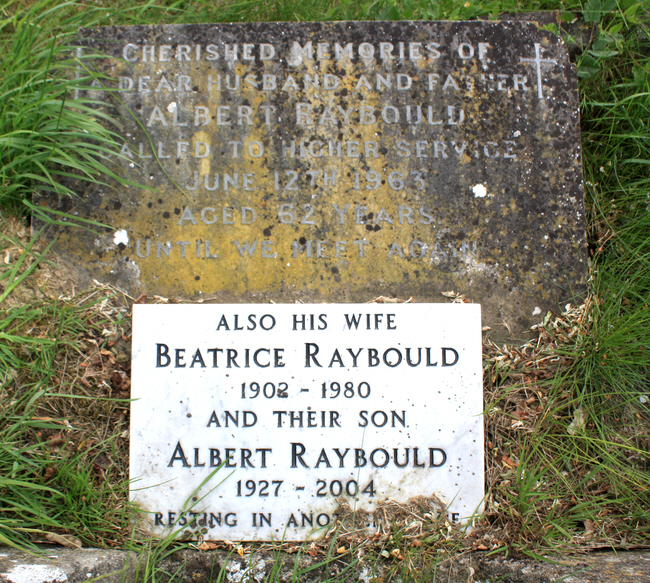 CHERISHED MEMORIES OF
DEAR HUSBAND AND FATHER
ALBERT RAYBOULD
ALLED TO HIGHER SERVICE
JUNE 12TH 1963
AGED 62 YEARS
UNTIL WE MEET AGAIN
ALSO HIS WIFE
BEATRICE RAYBOULD
1902 - 1980
AND THEIR SON
ALBERT RAYBOULD
1927 - 2004
RESTING IN